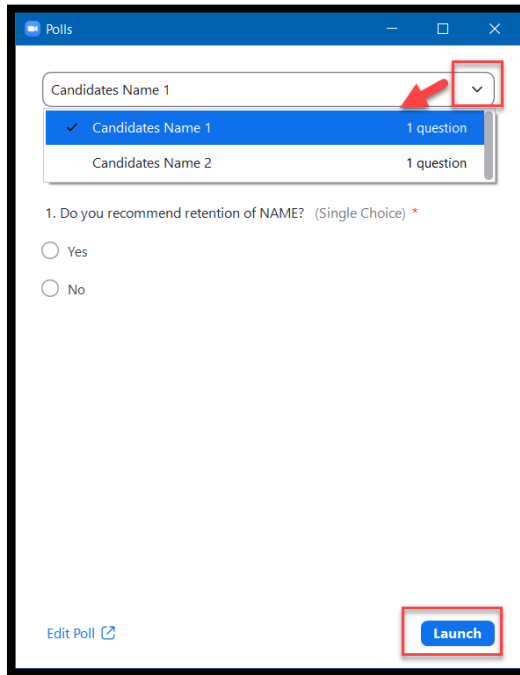 Polls
Candidates Name 1
Candidates Name 1 1 question
Candidates Name 2 1 question
1. Do you recommend retention of NAME? (Single Choice) *
Yes
No
Edit Poll Launch